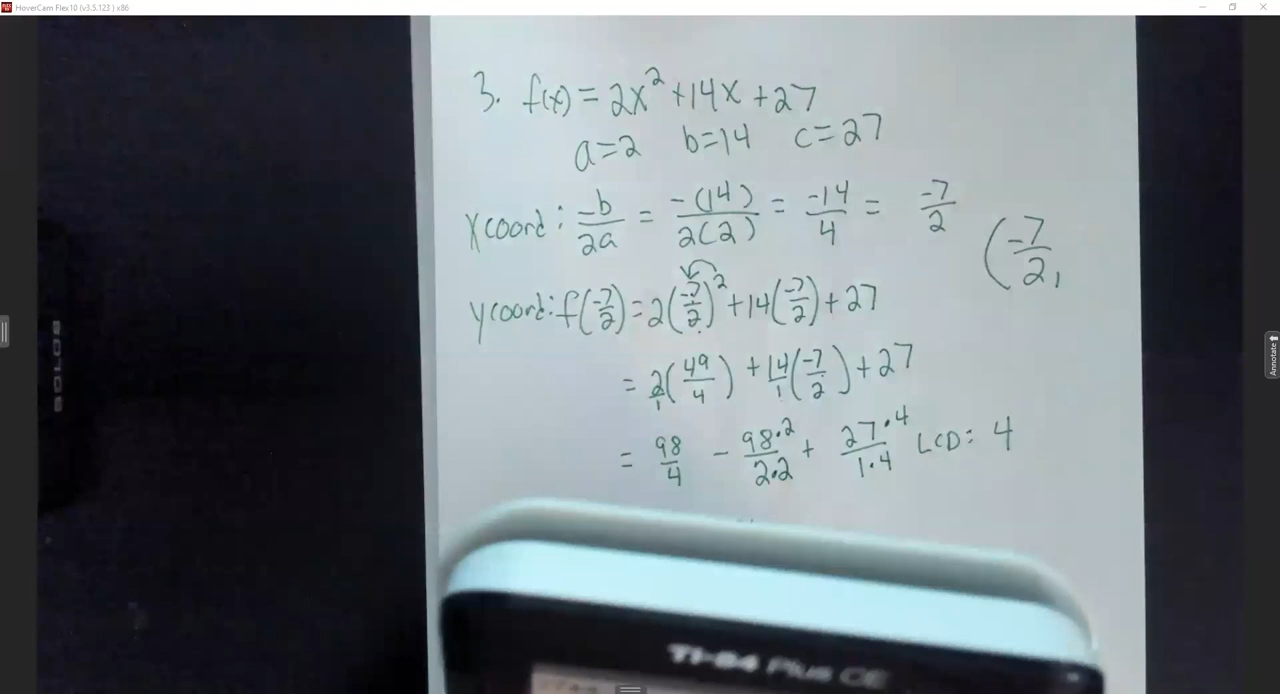 HoverCam Flex10 (v3.5.123 ) x86
3. f(x) = 2x² + 14x + 27
a=2 b=14 c=27
x coord: -b/2a = -(14)/2(2) = -14/4 = -7/2
(-7/2,
y coord: f(-7/2) = 2(-7/2)² + 14(-7/2) + 27
= 2/1(49/4) + 14/1(-7/2) + 27
= 98/4 - 98·2/2·2 + 27·4/1·4 LCD: 4
TI-84 Plus CE
80108
Annotate